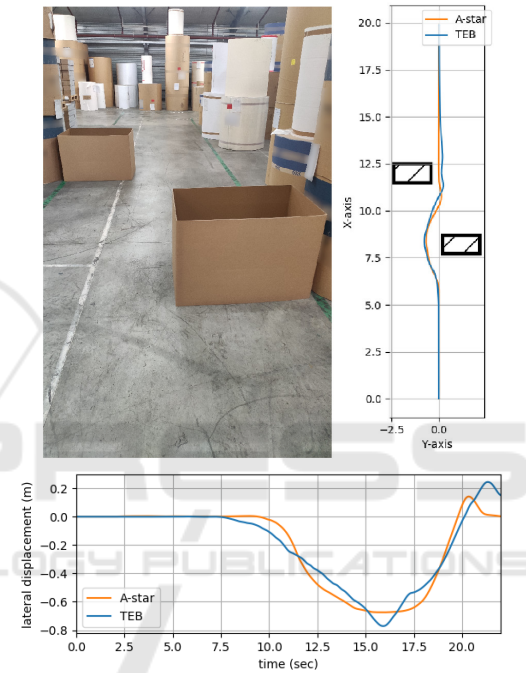 20.0
17.5
15.0
12.5
10.0
7.5
5.0
2.5
0.0
X-axis
A-star
TEB
−2.5
0.0
Y-axis
0.2
0.0
−0.2
−0.4
−0.6
−0.8
lateral displacement (m)
A-star
TEB
0.0
2.5
5.0
7.5
10.0
12.5
15.0
17.5
20.0
time (sec)
PRESS
LOGY PUBLICATIONS